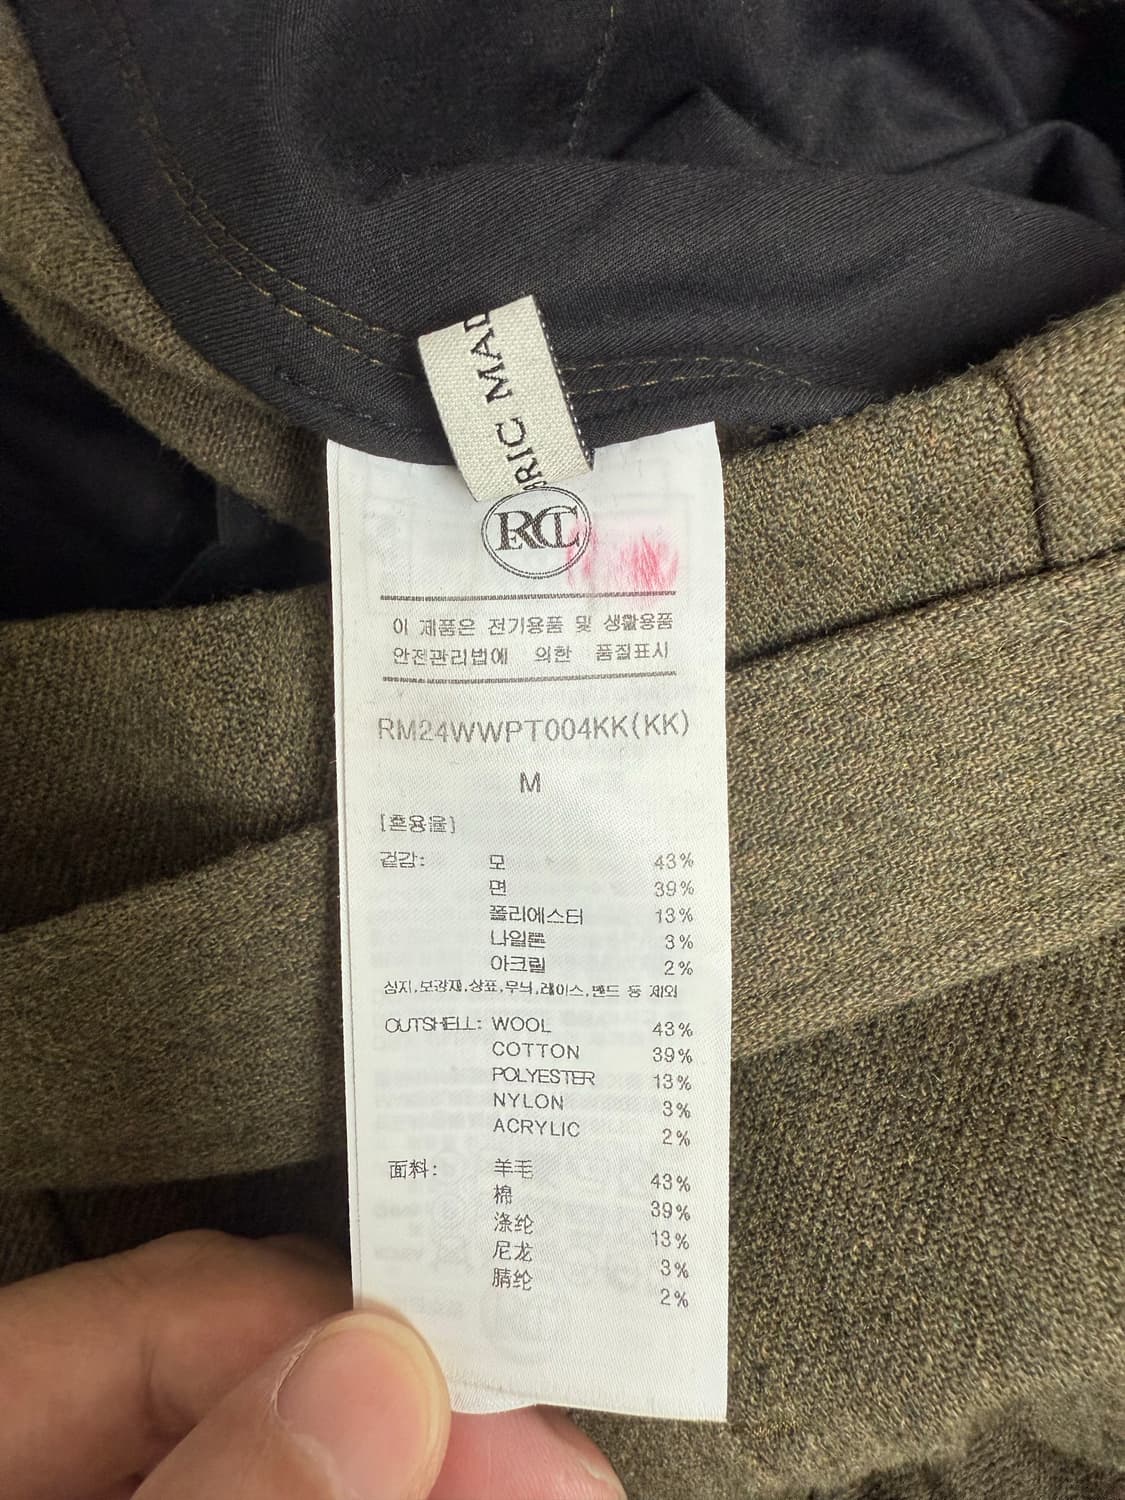 RIC MAD
RCT
이 제품은 전기용품 및 생활용품
안전관리법에 의한 품질표시
RM24WWPT004KK(KK)
M
[혼용율]
겉감: 모 43%
면 39%
폴리에스터 13%
나일론 3%
아크릴 2%
심지,보강재,상표,무늬,레이스,밴드 등 제외
OUTSHELL: WOOL 43%
COTTON 39%
POLYESTER 13%
NYLON 3%
ACRYLIC 2%
面料: 羊毛 43%
棉 39%
涤纶 13%
尼龙 3%
腈纶 2%